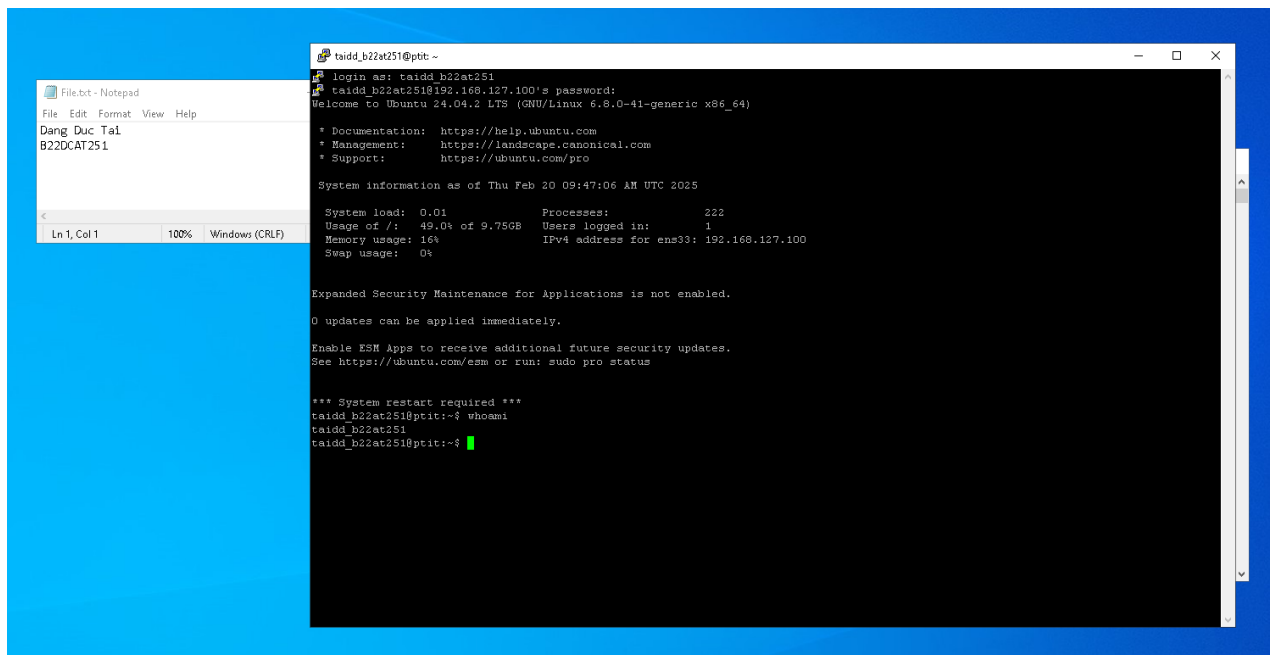 File.txt - Notepad
File Edit Format View Help
Dang Duc Tai
B22DCAT251
Ln 1, Col 1 100% Windows (CRLF)
taidd_b22at251@ptit: ~
login as: taidd_b22at251
taidd_b22at251@192.168.127.100's password:
Welcome to Ubuntu 24.04.2 LTS (GNU/Linux 6.8.0-41-generic x86_64)
* Documentation: https://help.ubuntu.com
* Management: https://landscape.canonical.com
* Support: https://ubuntu.com/pro
System information as of Thu Feb 20 09:47:06 AM UTC 2025
System load: 0.01 Processes: 222
Usage of /: 49.0% of 9.75GB Users logged in: 1
Memory usage: 16% IPv4 address for ens33: 192.168.127.100
Swap usage: 0%
Expanded Security Maintenance for Applications is not enabled.
0 updates can be applied immediately.
Enable ESM Apps to receive additional future security updates.
See https://ubuntu.com/esm or run: sudo pro status
*** System restart required ***
taidd_b22at251@ptit:~$ whoami
taidd_b22at251
taidd_b22at251@ptit:~$